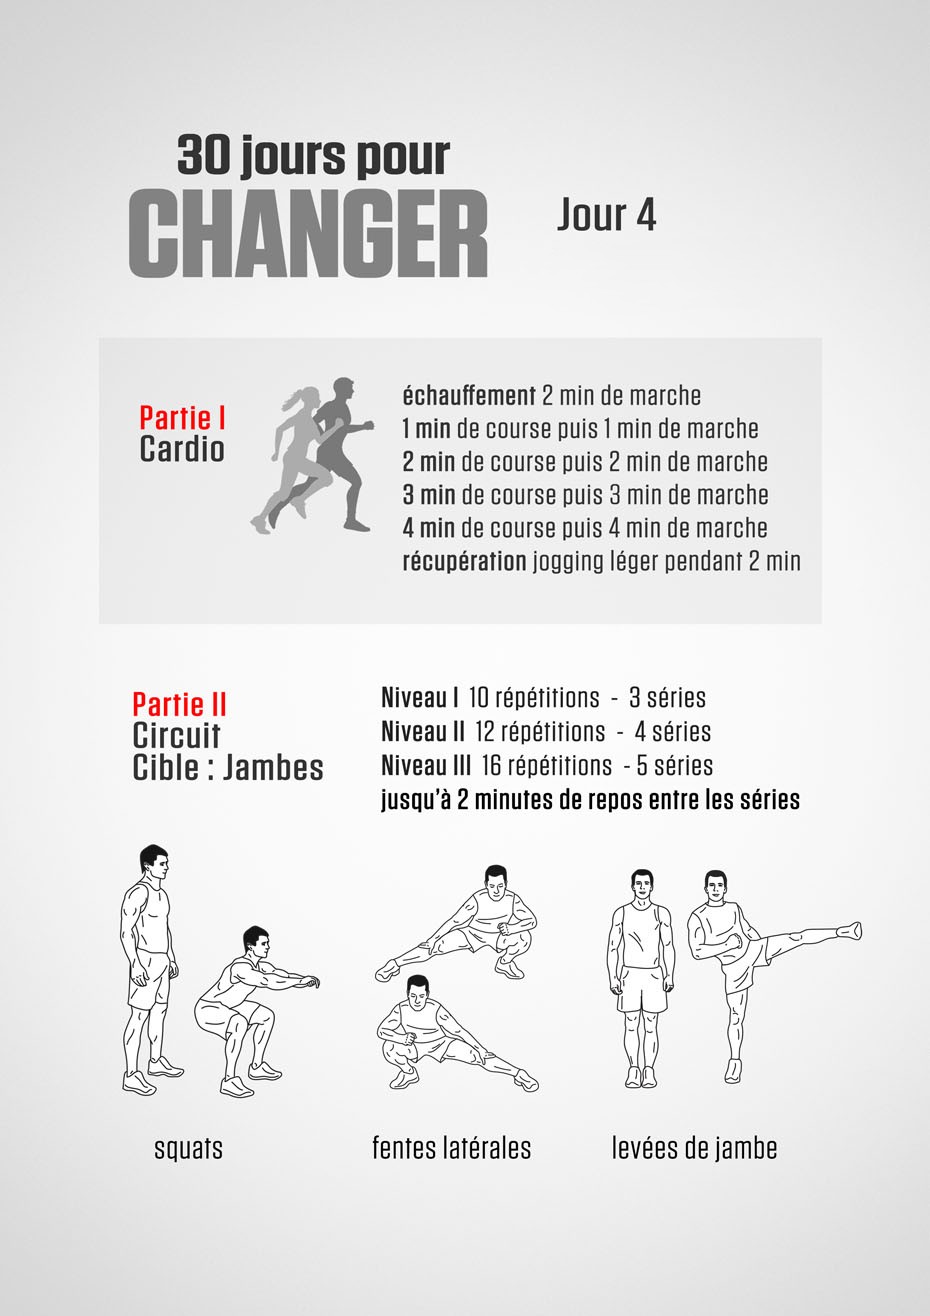 30 jours pour
CHANGER
Jour 4
Partie I
Cardio
échauffement 2 min de marche
1 min de course puis 1 min de marche
2 min de course puis 2 min de marche
3 min de course puis 3 min de marche
4 min de course puis 4 min de marche
récupération jogging léger pendant 2 min
Partie II
Circuit
Cible : Jambes
Niveau I 10 répétitions - 3 séries
Niveau II 12 répétitions - 4 séries
Niveau III 16 répétitions - 5 séries
jusqu'à 2 minutes de repos entre les séries
squats
fentes latérales
levées de jambe